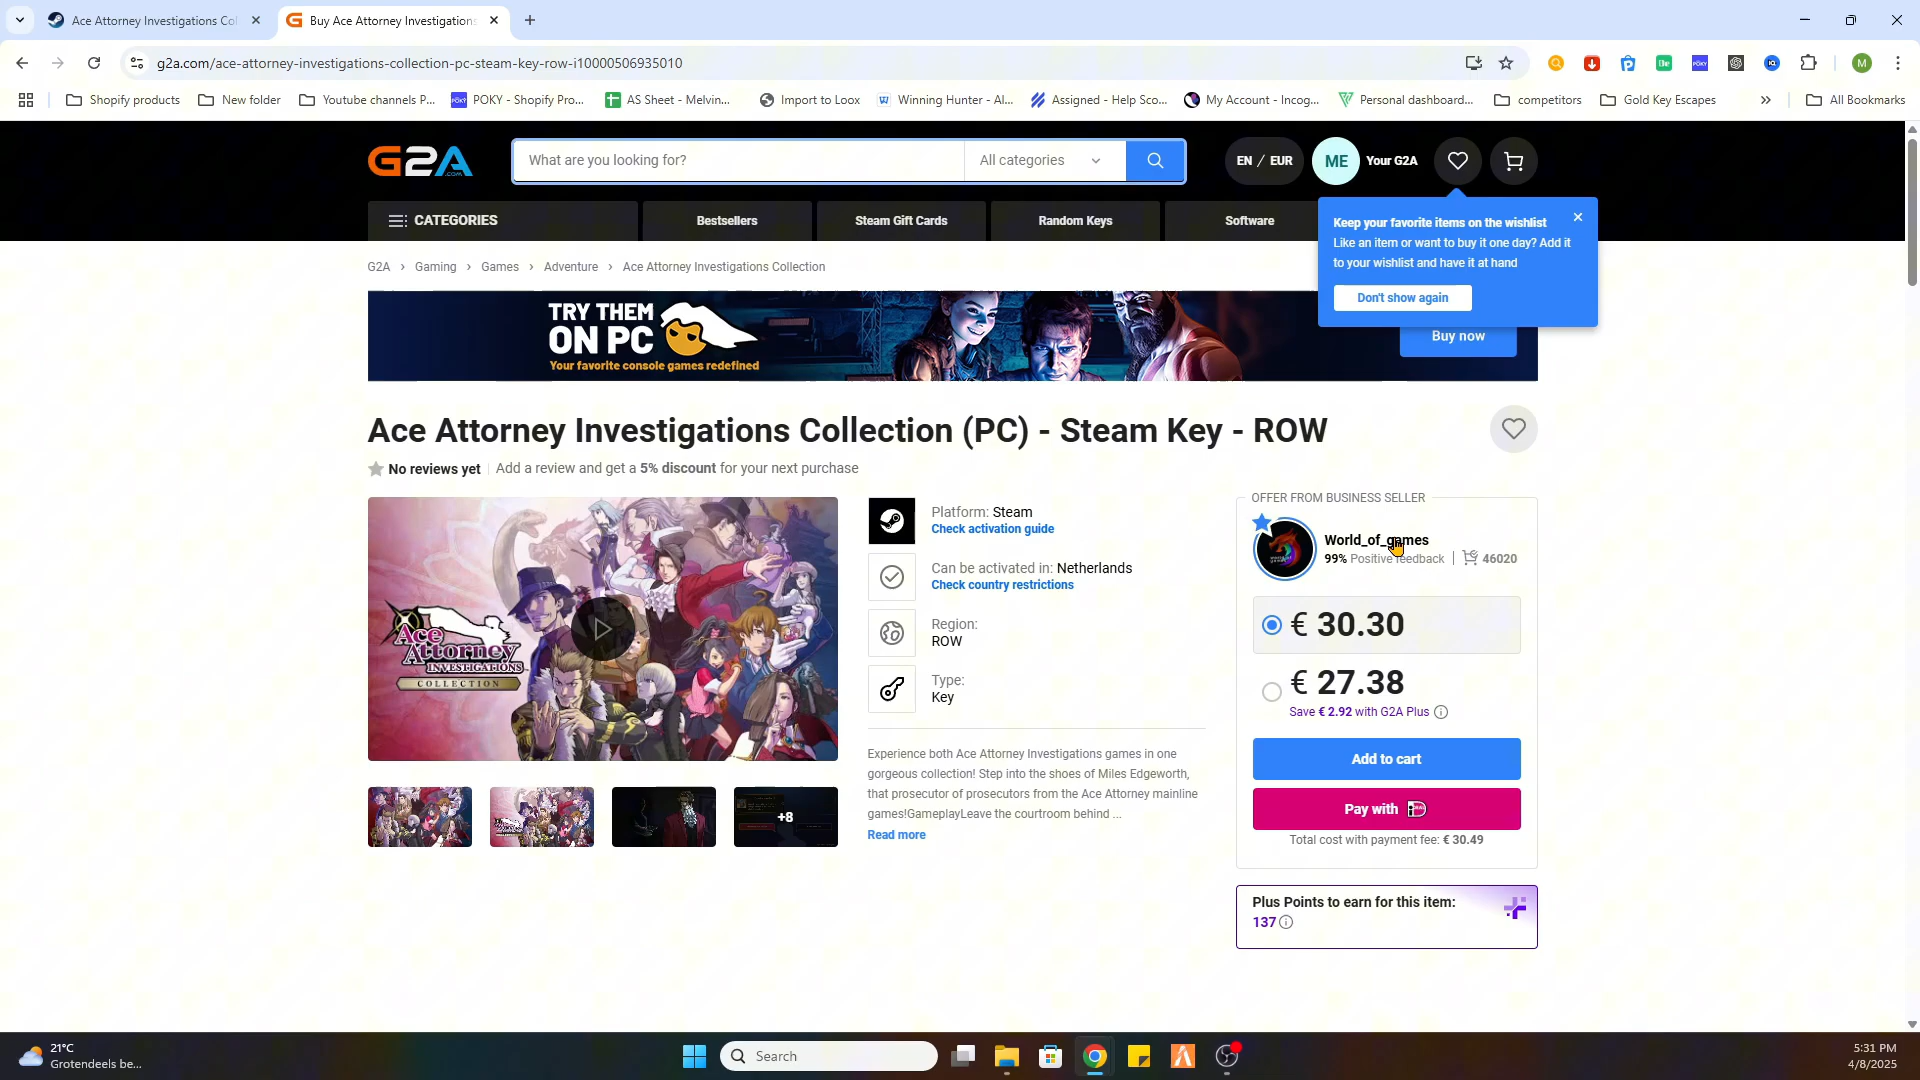 Ace Attorney Investigations Col
Buy Ace Attorney Investigations
g2a.com/ace-attorney-investigations-collection-pc-steam-key-row-i10000506935010
M
Shopify products
New folder
Youtube channels P...
POKY - Shopify Pro...
AS Sheet - Melvin...
Import to Loox
Winning Hunter - Al...
Assigned - Help Sco...
My Account - Incog...
Personal dashboard...
competitors
Gold Key Escapes
All Bookmarks
G2A.COM
What are you looking for?
All categories
EN / EUR
ME
Your G2A
CATEGORIES
Bestsellers
Steam Gift Cards
Random Keys
Software
Keep your favorite items on the wishlist
Like an item or want to buy it one day? Add it
to your wishlist and have it at hand
Don't show again
G2A › Gaming › Games › Adventure › Ace Attorney Investigations Collection
TRY THEM
ON PC
Your favorite console games redefined
Buy now
Ace Attorney Investigations Collection (PC) - Steam Key - ROW
No reviews yet
Add a review and get a 5% discount for your next purchase
Ace
Attorney
INVESTIGATIONS
COLLECTION
+8
Platform: Steam
Check activation guide
Can be activated in: Netherlands
Check country restrictions
Region:
ROW
Type:
Key
Experience both Ace Attorney Investigations games in one
gorgeous collection! Step into the shoes of Miles Edgeworth,
that prosecutor of prosecutors from the Ace Attorney mainline
games!GameplayLeave the courtroom behind ...
Read more
OFFER FROM BUSINESS SELLER
World_of_games
99% Positive feedback
46020
€ 30.30
€ 27.38
Save € 2.92 with G2A Plus
Add to cart
Pay with iDEAL
Total cost with payment fee: € 30.49
Plus Points to earn for this item:
137
21°C
Grotendeels be...
Search
5:31 PM
4/8/2025